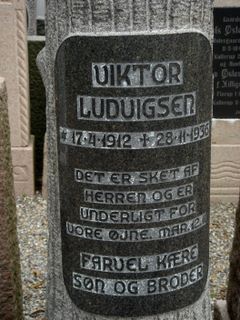 VIKTOR
LUDVIGSEN
* 17-4-1912 ✢ 28-11-1936
DET ER SKET AF
HERREN OG ER
UNDERLIGT FOR
VORE ØJNE. MAR. 12.
FARVEL KÆRE
SØN OG BRODER